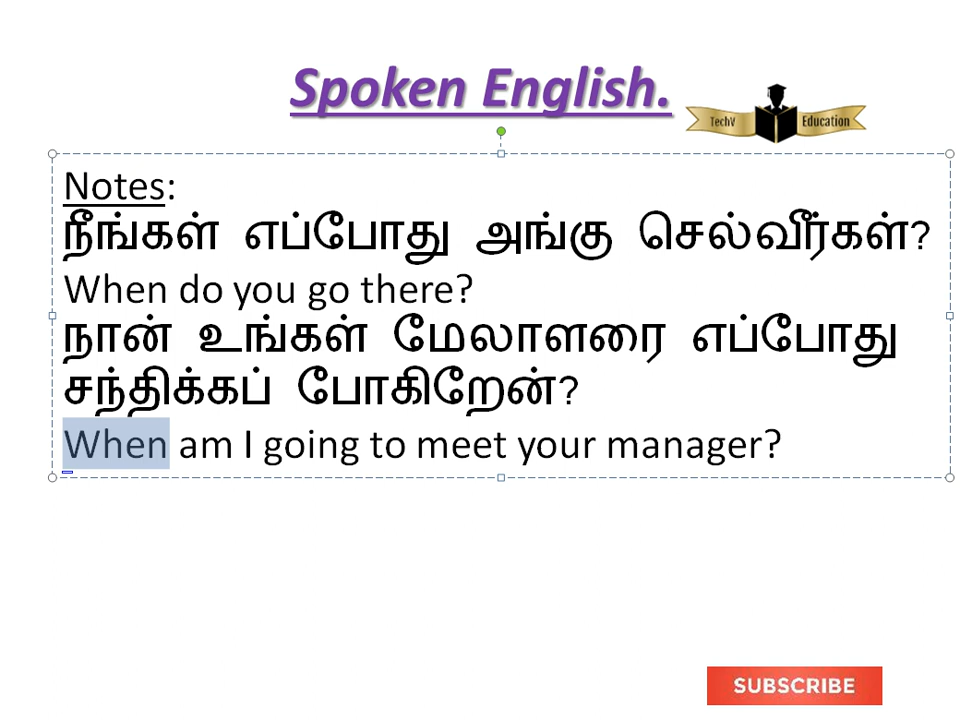 Spoken English.
TechV Education
Notes:
நீங்கள் எப்போது அங்கு செல்வீர்கள்?
When do you go there?
நான் உங்கள் மேலாளரை எப்போது
சந்திக்கப் போகிறேன்?
When am I going to meet your manager?
SUBSCRIBE